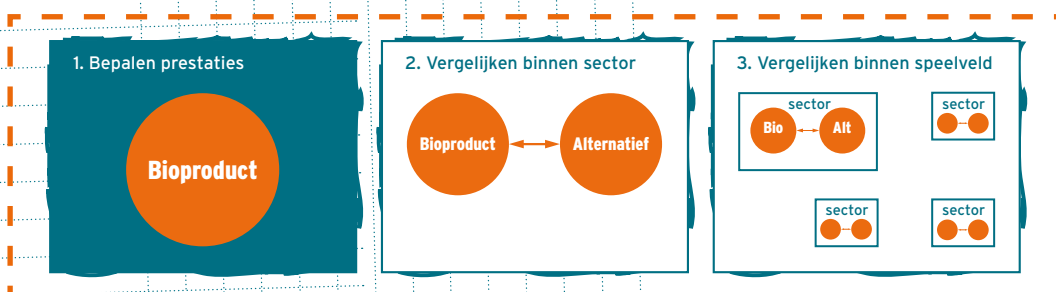 1. Bepalen prestaties
Bioproduct
2. Vergelijken binnen sector
Bioproduct
Alternatief
3. Vergelijken binnen speelveld
sector
Bio
Alt
sector
sector
sector